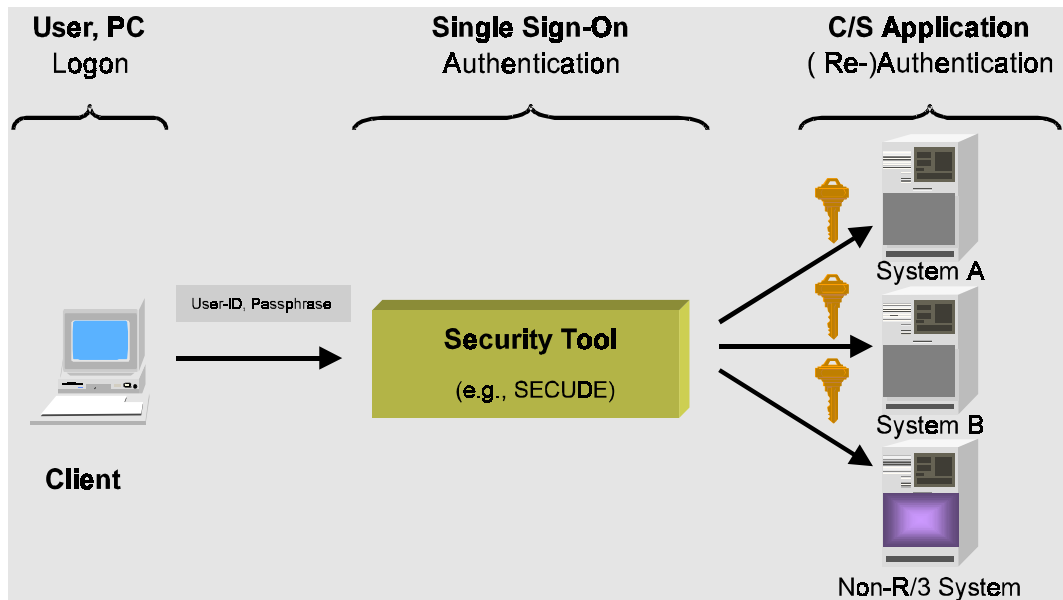 User, PC
Logon
Single Sign-On
Authentication
C/S Application
( Re-)Authentication
User-ID, Passphrase
Security Tool
(e.g., SECUDE)
Client
System A
System B
Non-R/3 System